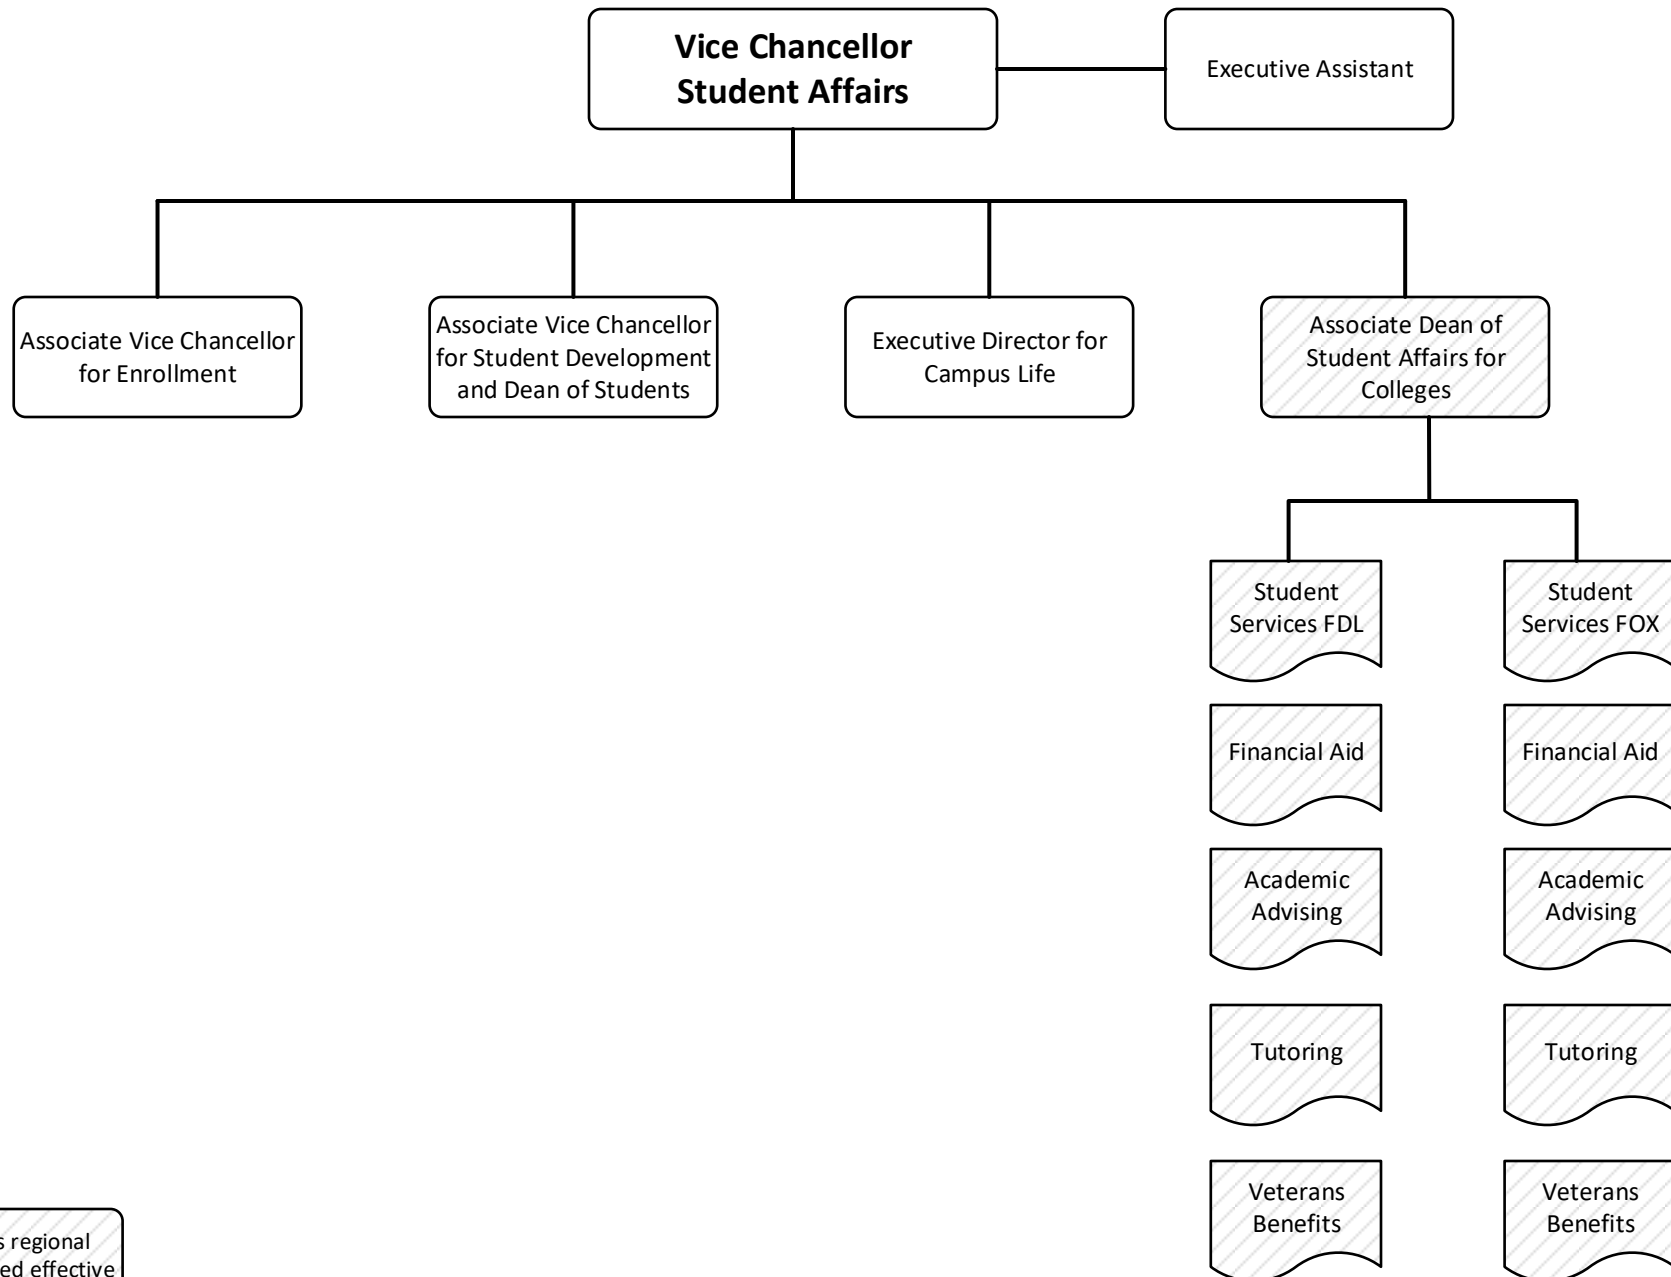 Vice Chancellor
Student Affairs
Executive Assistant
Associate Vice Chancellor
for Enrollment
Associate Vice Chancellor
for Student Development
and Dean of Students
Executive Director for
Campus Life
Associate Dean of
Student Affairs for
Colleges
Student
Services FDL
Student
Services FOX
Financial Aid
Financial Aid
Academic
Advising
Academic
Advising
Tutoring
Tutoring
Veterans
Benefits
Veterans
Benefits
regional
effective